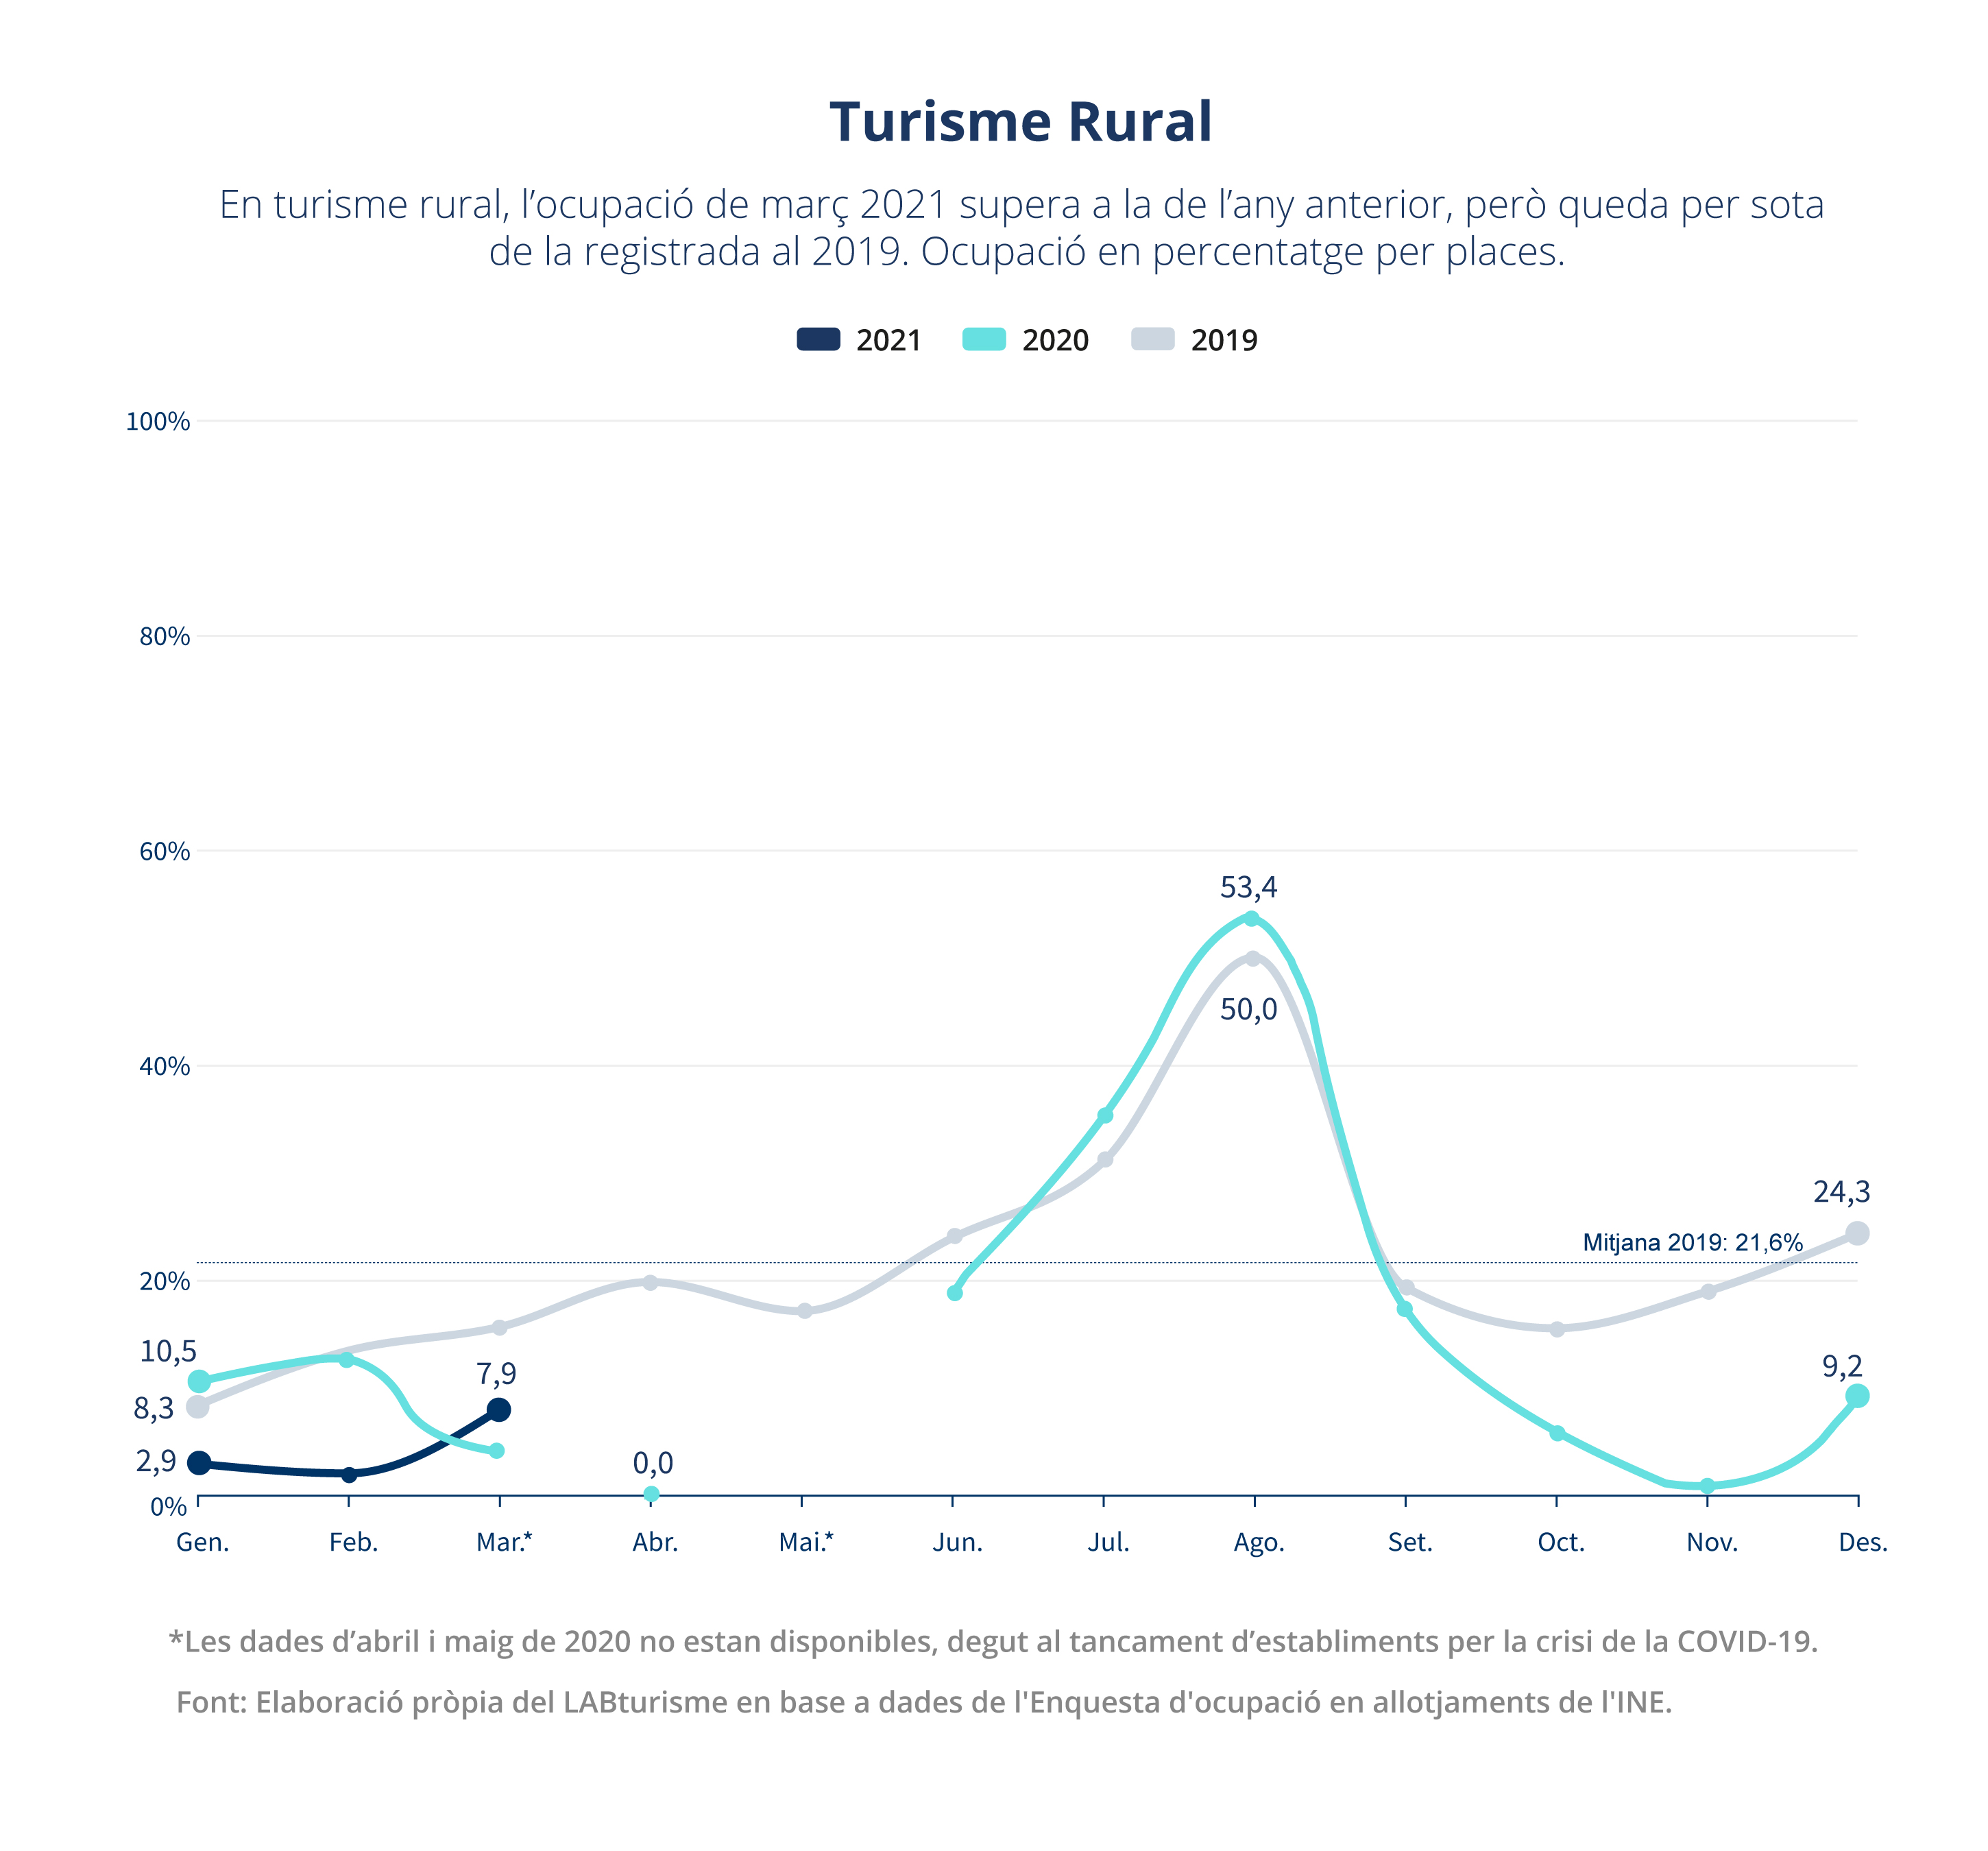 Turisme Rural
En turisme rural, l’ocupació de març 2021 supera a la de l’any anterior, però queda per sota
de la registrada al 2019. Ocupació en percentatge per places.
2021 2020 2019
100%
80%
60%
53,4
50,0
40%
24,3
Mitjana 2019: 21,6%
20%
10,5
7,9
9,2
8,3
2,9
0,0
0%
Gen. Feb. Mar.* Abr. Mai.* Jun. Jul. Ago. Set. Oct. Nov. Des.
*Les dades d’abril i maig de 2020 no estan disponibles, degut al tancament d’establiments per la crisi de la COVID-19.
Font: Elaboració pròpia del LABturisme en base a dades de l'Enquesta d'ocupació en allotjaments de l'INE.